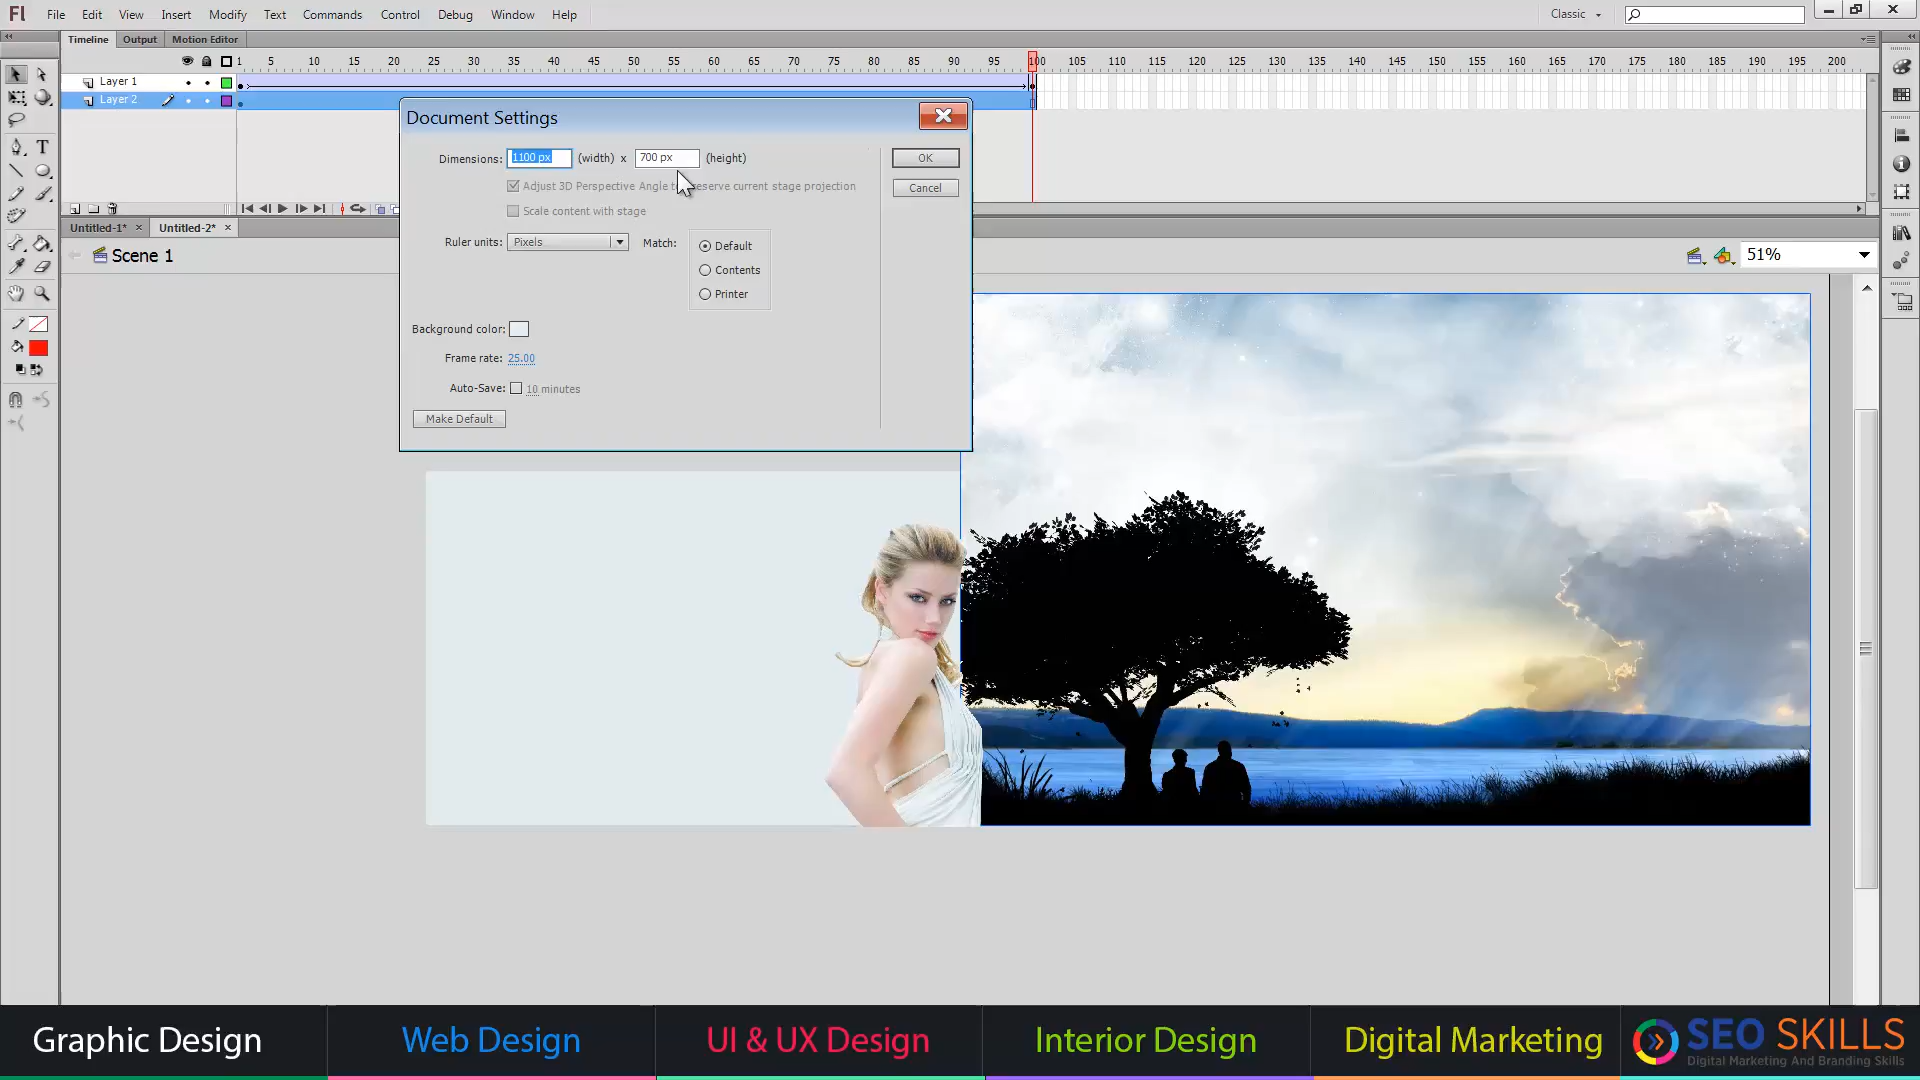 Fl File Edit View Insert Modify Text Commands Control Debug Window Help Classic
Timeline Output Motion Editor
1 5 10 15 20 25 30 35 40 45 50 55 60 65 70 75 80 85 90 95 100 105 110 115 120 125 130 135 140 145 150 155 160 165 170 175 180 185 190 195 200
Layer 1
Layer 2
Document Settings
Dimensions: 1100 px (width) x 700 px (height)
OK
Adjust 3D Perspective Angle to preserve current stage projection
Cancel
Scale content with stage
Untitled-1* Untitled-2*
Ruler units: Pixels Match: Default
Contents
Printer
Scene 1
51%
Background color:
Frame rate: 25.00
Auto-Save: 10 minutes
Make Default
Graphic Design Web Design UI & UX Design Interior Design Digital Marketing SEO SKILLS
Digital Marketing And Branding Skills